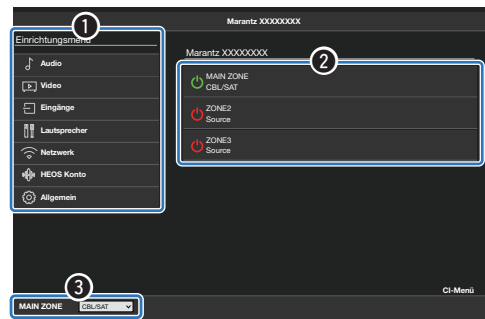 Marantz XXXXXXXX
1
Einrichtungsmenü
Audio
Video
Eingänge
Lautsprecher
Netzwerk
HEOS Konto
Allgemein
Marantz XXXXXXXX
2
MAIN ZONE
CBL/SAT
ZONE2
Source
ZONE3
Source
CI-Menü
3
MAIN ZONE CBL/SAT